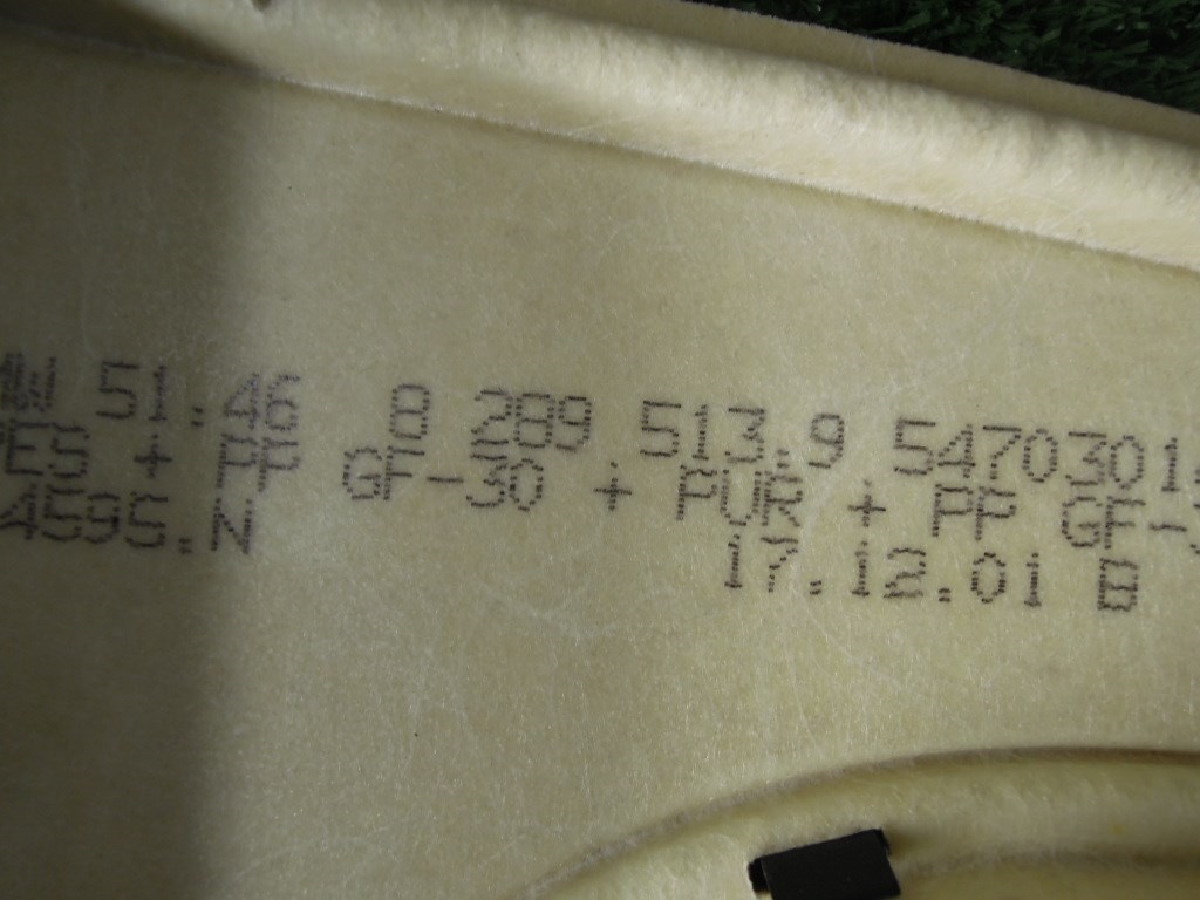 51.46 8 289 513.9 5470301
ES + PP GF-30 + PUR + PP GF-
4595.N
17.12.01 B